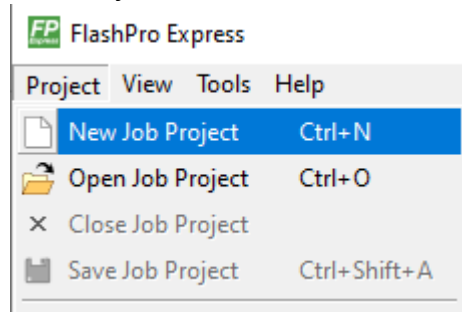 FP Express FlashPro Express
Project View Tools Help
New Job Project Ctrl+N
Open Job Project Ctrl+O
Close Job Project
Save Job Project Ctrl+Shift+A